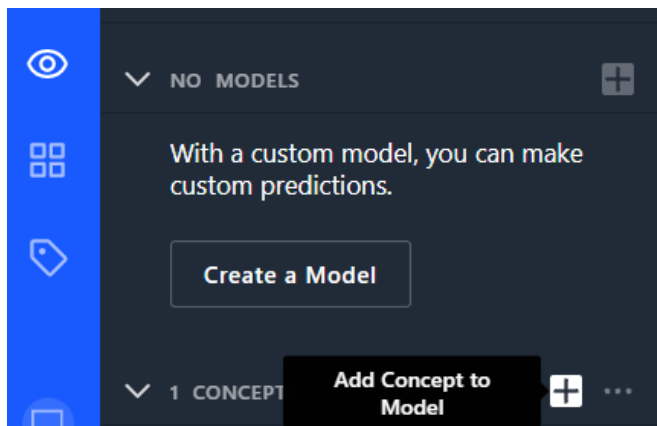 NO MODELS
With a custom model, you can make
custom predictions.
Create a Model
1 CONCEPT
Add Concept to
Model